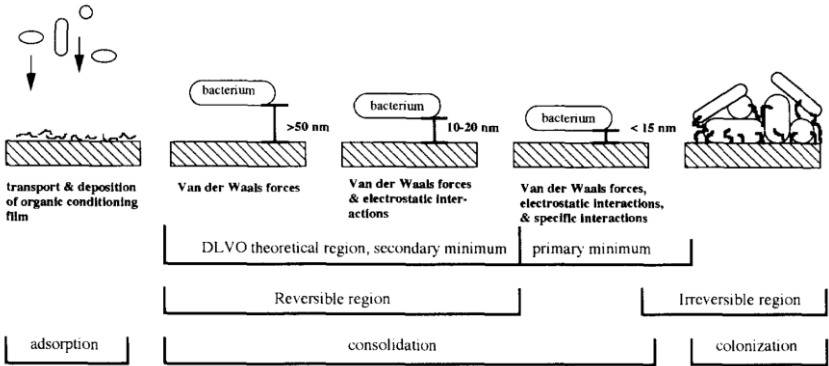 bacterium
>50 nm
bacterium
10-20 nm
bacterium
< 15 nm
transport & deposition
of organic conditioning
film
Van der Waals forces
Van der Waals forces
& electrostatic inter-
actions
Van der Waals forces,
electrostatic interactions,
& specific interactions
DLVO theoretical region, secondary minimum
primary minimum
Reversible region
Irreversible region
adsorption
consolidation
colonization